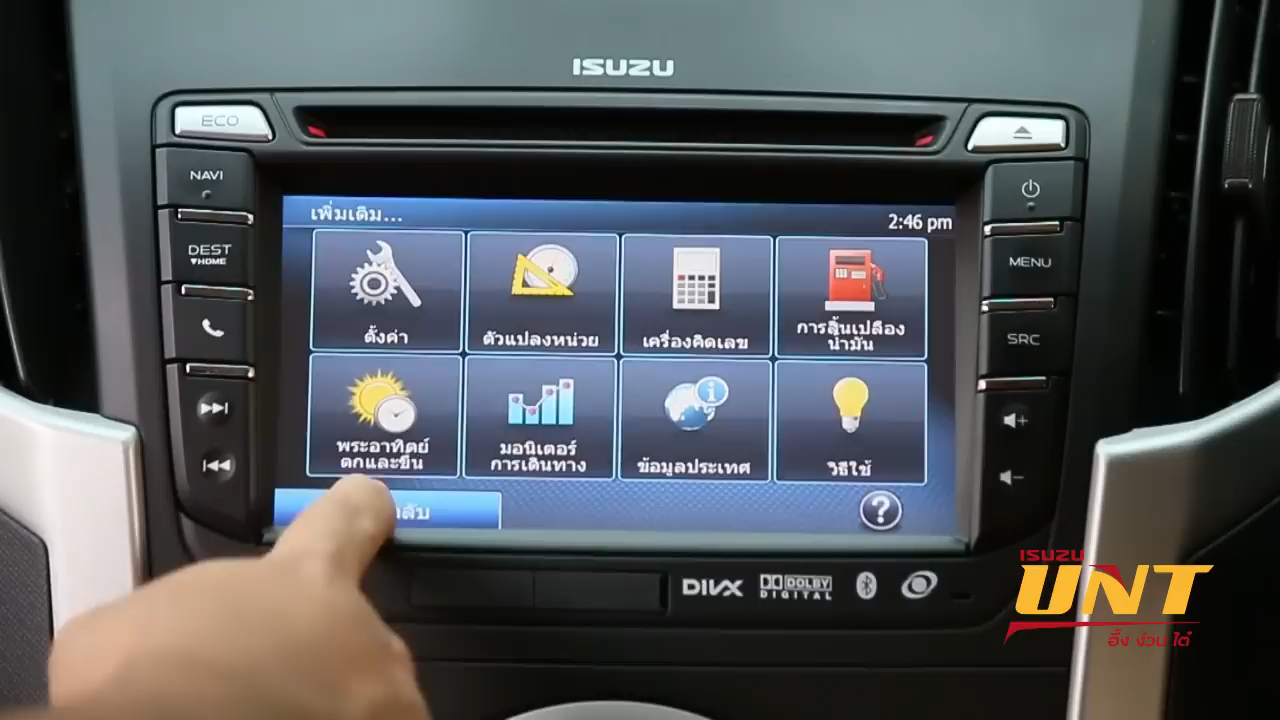 ISUZU
ECO
NAVI
DEST
▼HOME
MENU
SRC
เพิ่มเติม...
2:46 pm
ตั้งค่า
ตัวแปลงหน่วย
เครื่องคิดเลข
การสิ้นเปลือง
น้ำมัน
พระอาทิตย์
ตกและขึ้น
มอนิเตอร์
การเดินทาง
ข้อมูลประเทศ
วิธีใช้
?
DIVX
DOLBY
DIGITAL
ISUZU
UNT
อึ้ง ง่วน ไต๋